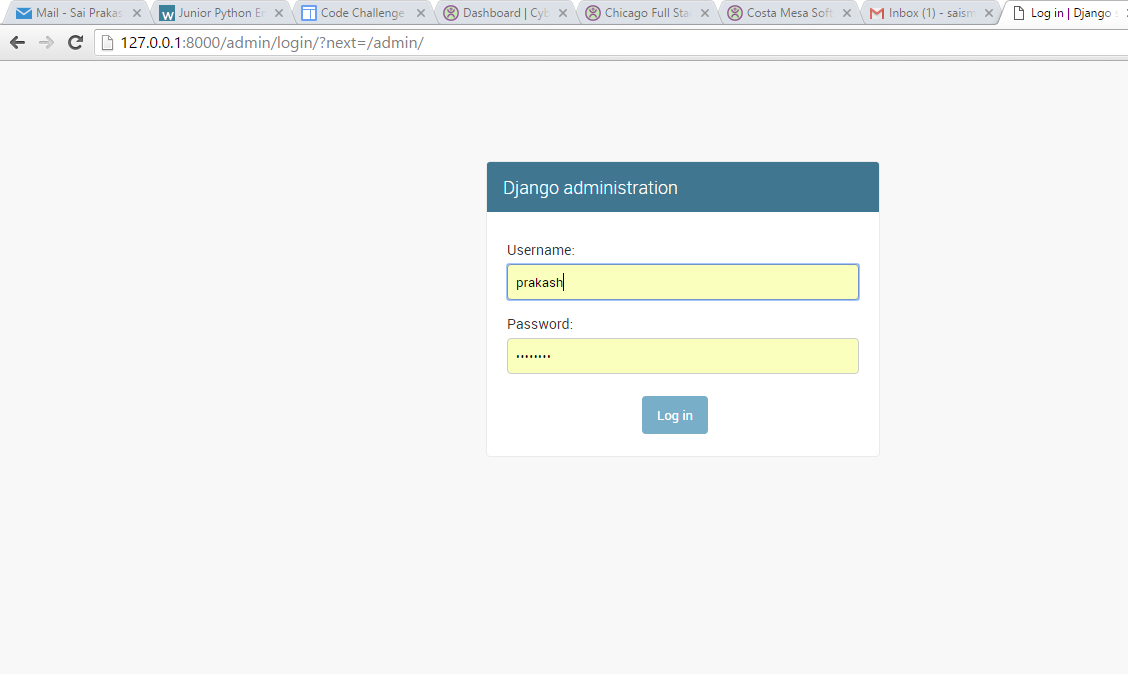 Mail - Sai Prakas
Junior Python En
Code Challenge
Dashboard | Cyb
Chicago Full Sta
Costa Mesa Soft
Inbox (1) - saism
Log in | Django s
127.0.0.1:8000/admin/login/?next=/admin/
Django administration
Username:
prakash
Password:
••••••••
Log in